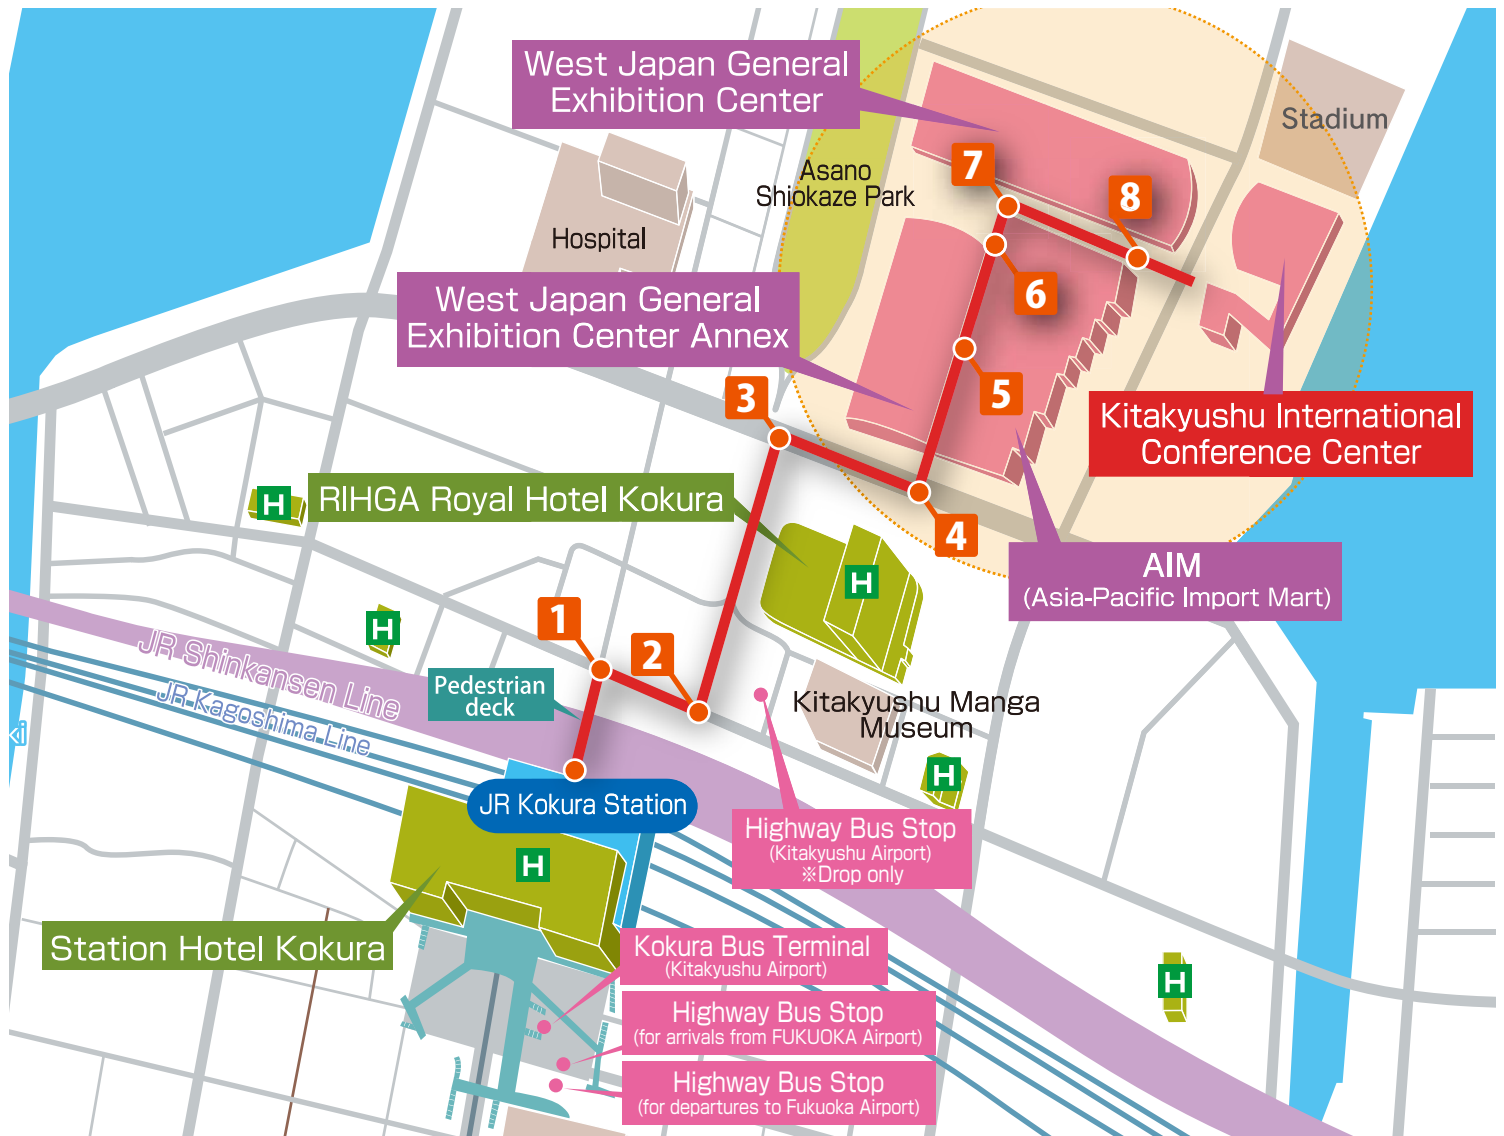 West Japan General
Exhibition Center
Stadium
7
Asano
Shiokaze Park
8
Hospital
6
West Japan General
Exhibition Center Annex
5
3
Kitakyushu International
Conference Center
RIHGA Royal Hotel Kokura
H
4
AIM
(Asia-Pacific Import Mart)
H
H
1
2
JR Shinkansen Line
Pedestrian
deck
JR Kagoshima Line
Kitakyushu Manga
Museum
H
JR Kokura Station
Highway Bus Stop
(Kitakyushu Airport)
※Drop only
H
Station Hotel Kokura
Kokura Bus Terminal
(Kitakyushu Airport)
H
Highway Bus Stop
(for arrivals from FUKUOKA Airport)
Highway Bus Stop
(for departures to Fukuoka Airport)